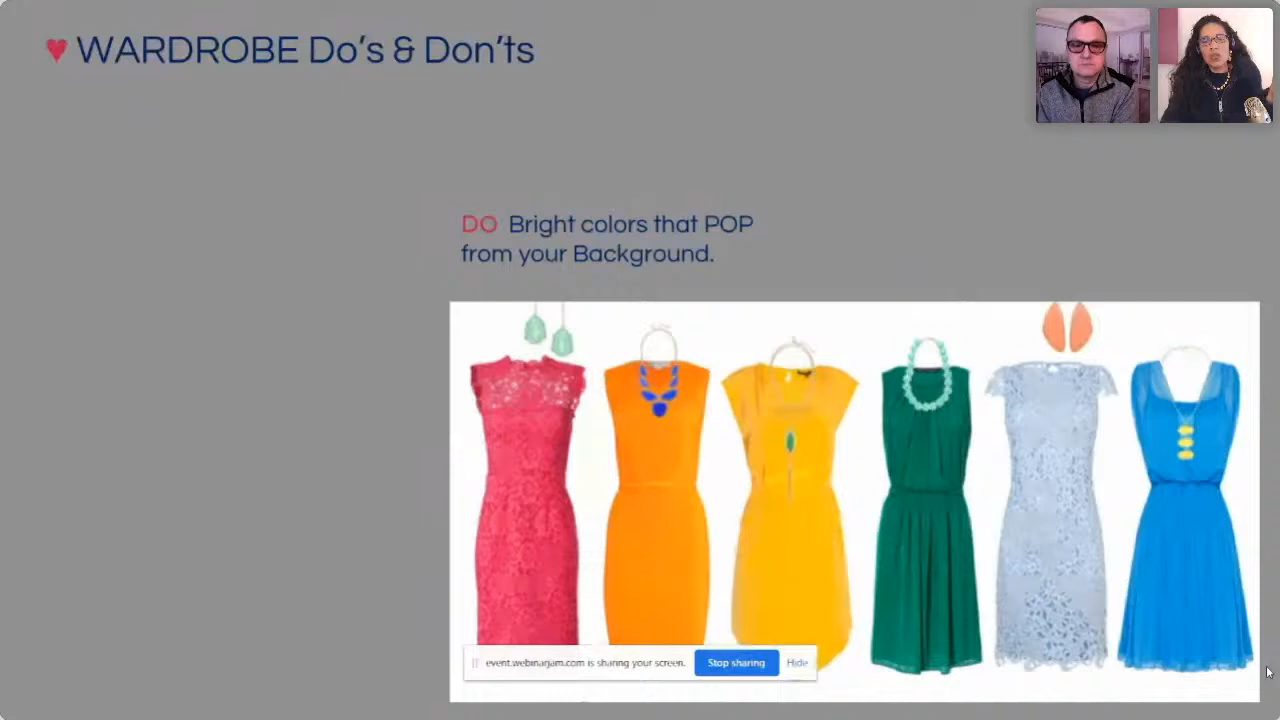 ♥ WARDROBE Do's & Don'ts
DO Bright colors that POP
from your Background.
event.webinarjam.com is sharing your screen. Stop sharing Hide